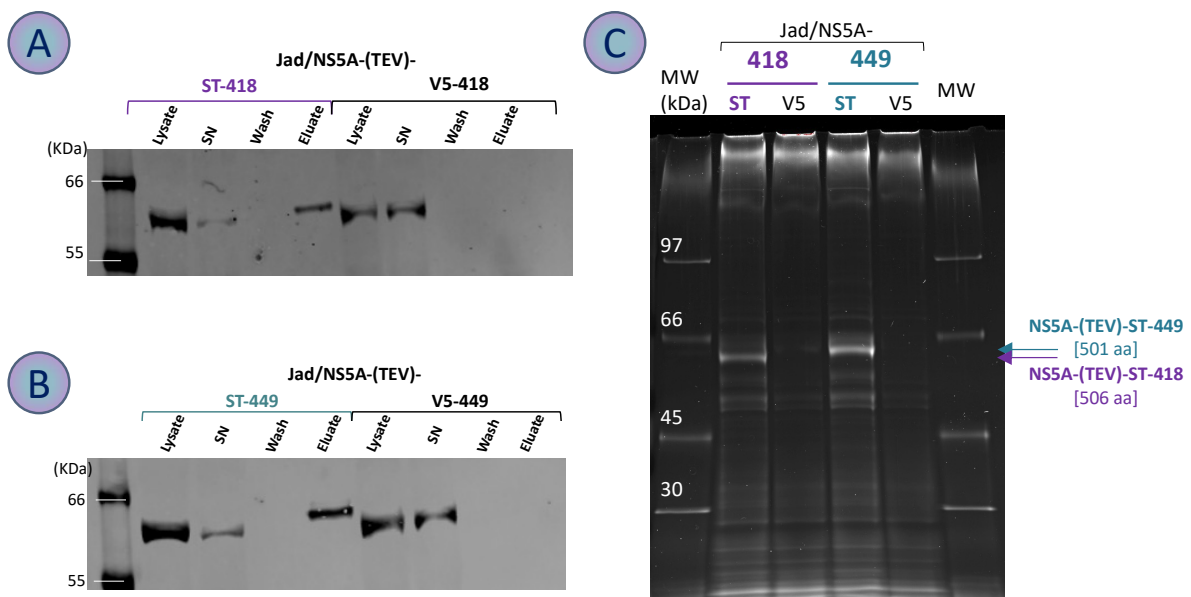 A
Jad/NS5A-(TEV)-
ST-418 V5-418
Lysate SN Wash Eluate Lysate SN Wash Eluate
(KDa)
66
55
B
Jad/NS5A-(TEV)-
ST-449 V5-449
Lysate SN Wash Eluate Lysate SN Wash Eluate
(KDa)
66
55
C
Jad/NS5A-
418 449
MW (kDa) ST V5 ST V5 MW
97
66
45
30
NS5A-(TEV)-ST-449
[501 aa]
NS5A-(TEV)-ST-418
[506 aa]